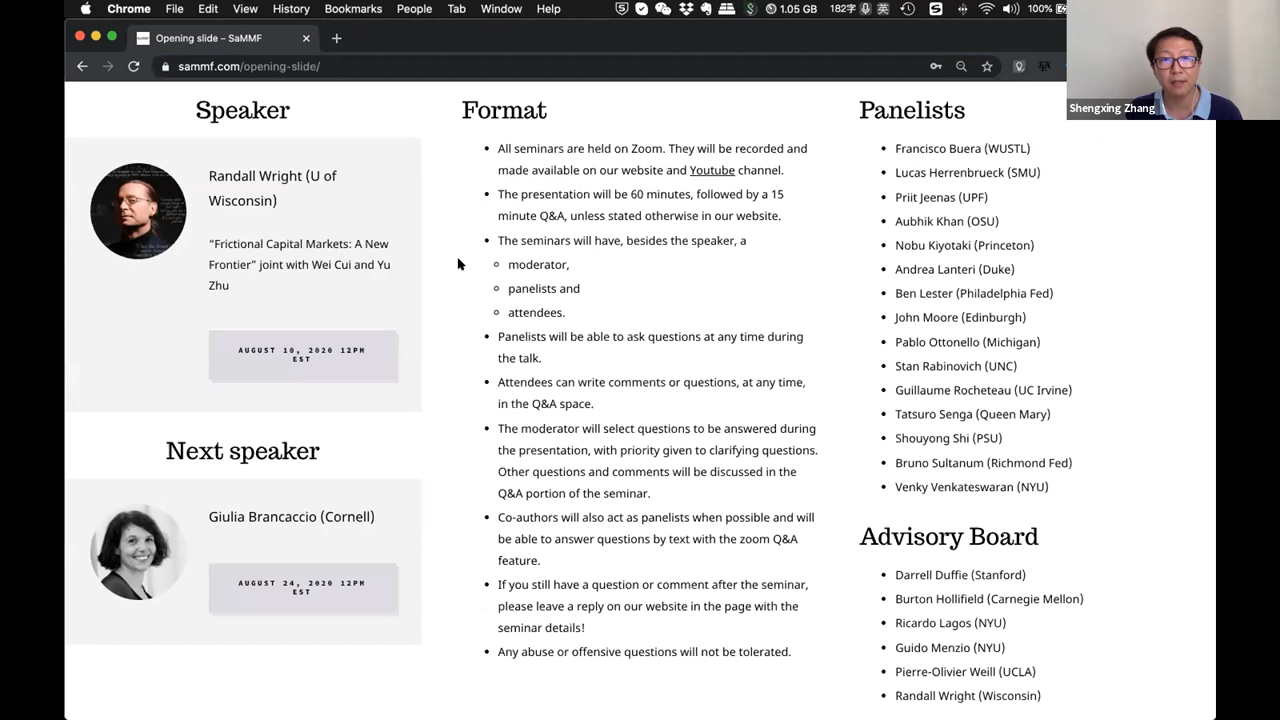 Chrome File Edit View History Bookmarks People Tab Window Help
1.05 GB 182字 英 100%
Opening slide – SaMMF
sammf.com/opening-slide/
Shengxing Zhang
Speaker
Randall Wright (U of
Wisconsin)
“Frictional Capital Markets: A New
Frontier” joint with Wei Cui and Yu
Zhu
AUGUST 10, 2020 12PM
EST
Next speaker
Giulia Brancaccio (Cornell)
AUGUST 24, 2020 12PM
EST
Format
All seminars are held on Zoom. They will be recorded and
made available on our website and Youtube channel.
The presentation will be 60 minutes, followed by a 15
minute Q&A, unless stated otherwise in our website.
The seminars will have, besides the speaker, a
moderator,
panelists and
attendees.
Panelists will be able to ask questions at any time during
the talk.
Attendees can write comments or questions, at any time,
in the Q&A space.
The moderator will select questions to be answered during
the presentation, with priority given to clarifying questions.
Other questions and comments will be discussed in the
Q&A portion of the seminar.
Co-authors will also act as panelists when possible and will
be able to answer questions by text with the zoom Q&A
feature.
If you still have a question or comment after the seminar,
please leave a reply on our website in the page with the
seminar details!
Any abuse or offensive questions will not be tolerated.
Panelists
Francisco Buera (WUSTL)
Lucas Herrenbrueck (SMU)
Priit Jeenas (UPF)
Aubhik Khan (OSU)
Nobu Kiyotaki (Princeton)
Andrea Lanteri (Duke)
Ben Lester (Philadelphia Fed)
John Moore (Edinburgh)
Pablo Ottonello (Michigan)
Stan Rabinovich (UNC)
Guillaume Rocheteau (UC Irvine)
Tatsuro Senga (Queen Mary)
Shouyong Shi (PSU)
Bruno Sultanum (Richmond Fed)
Venky Venkateswaran (NYU)
Advisory Board
Darrell Duffie (Stanford)
Burton Hollifield (Carnegie Mellon)
Ricardo Lagos (NYU)
Guido Menzio (NYU)
Pierre-Olivier Weill (UCLA)
Randall Wright (Wisconsin)